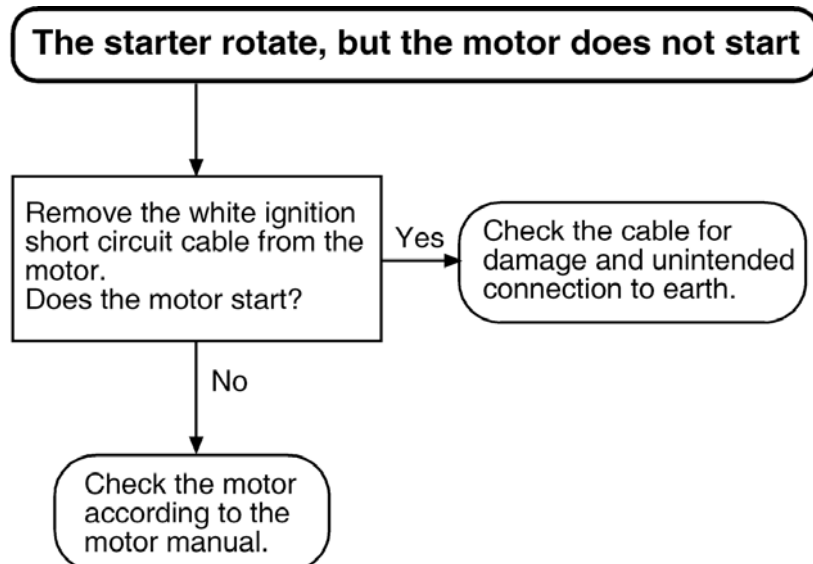 The starter rotate, but the motor does not start
Remove the white ignition
short circuit cable from the
motor.
Does the motor start?
Yes
Check the cable for
damage and unintended
connection to earth.
No
Check the motor
according to the
motor manual.